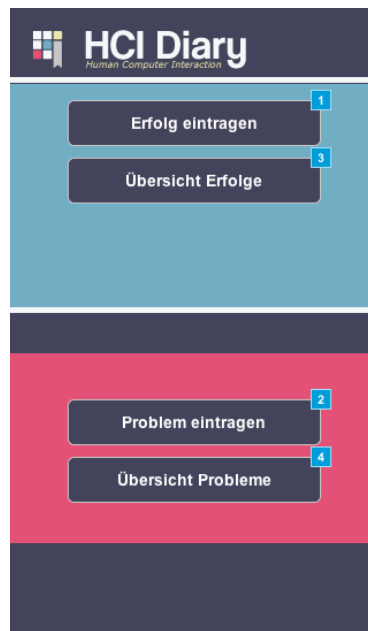 HCI Diary
Human Computer Interaction
1
Erfolg eintragen
3
Übersicht Erfolge
2
Problem eintragen
4
Übersicht Probleme